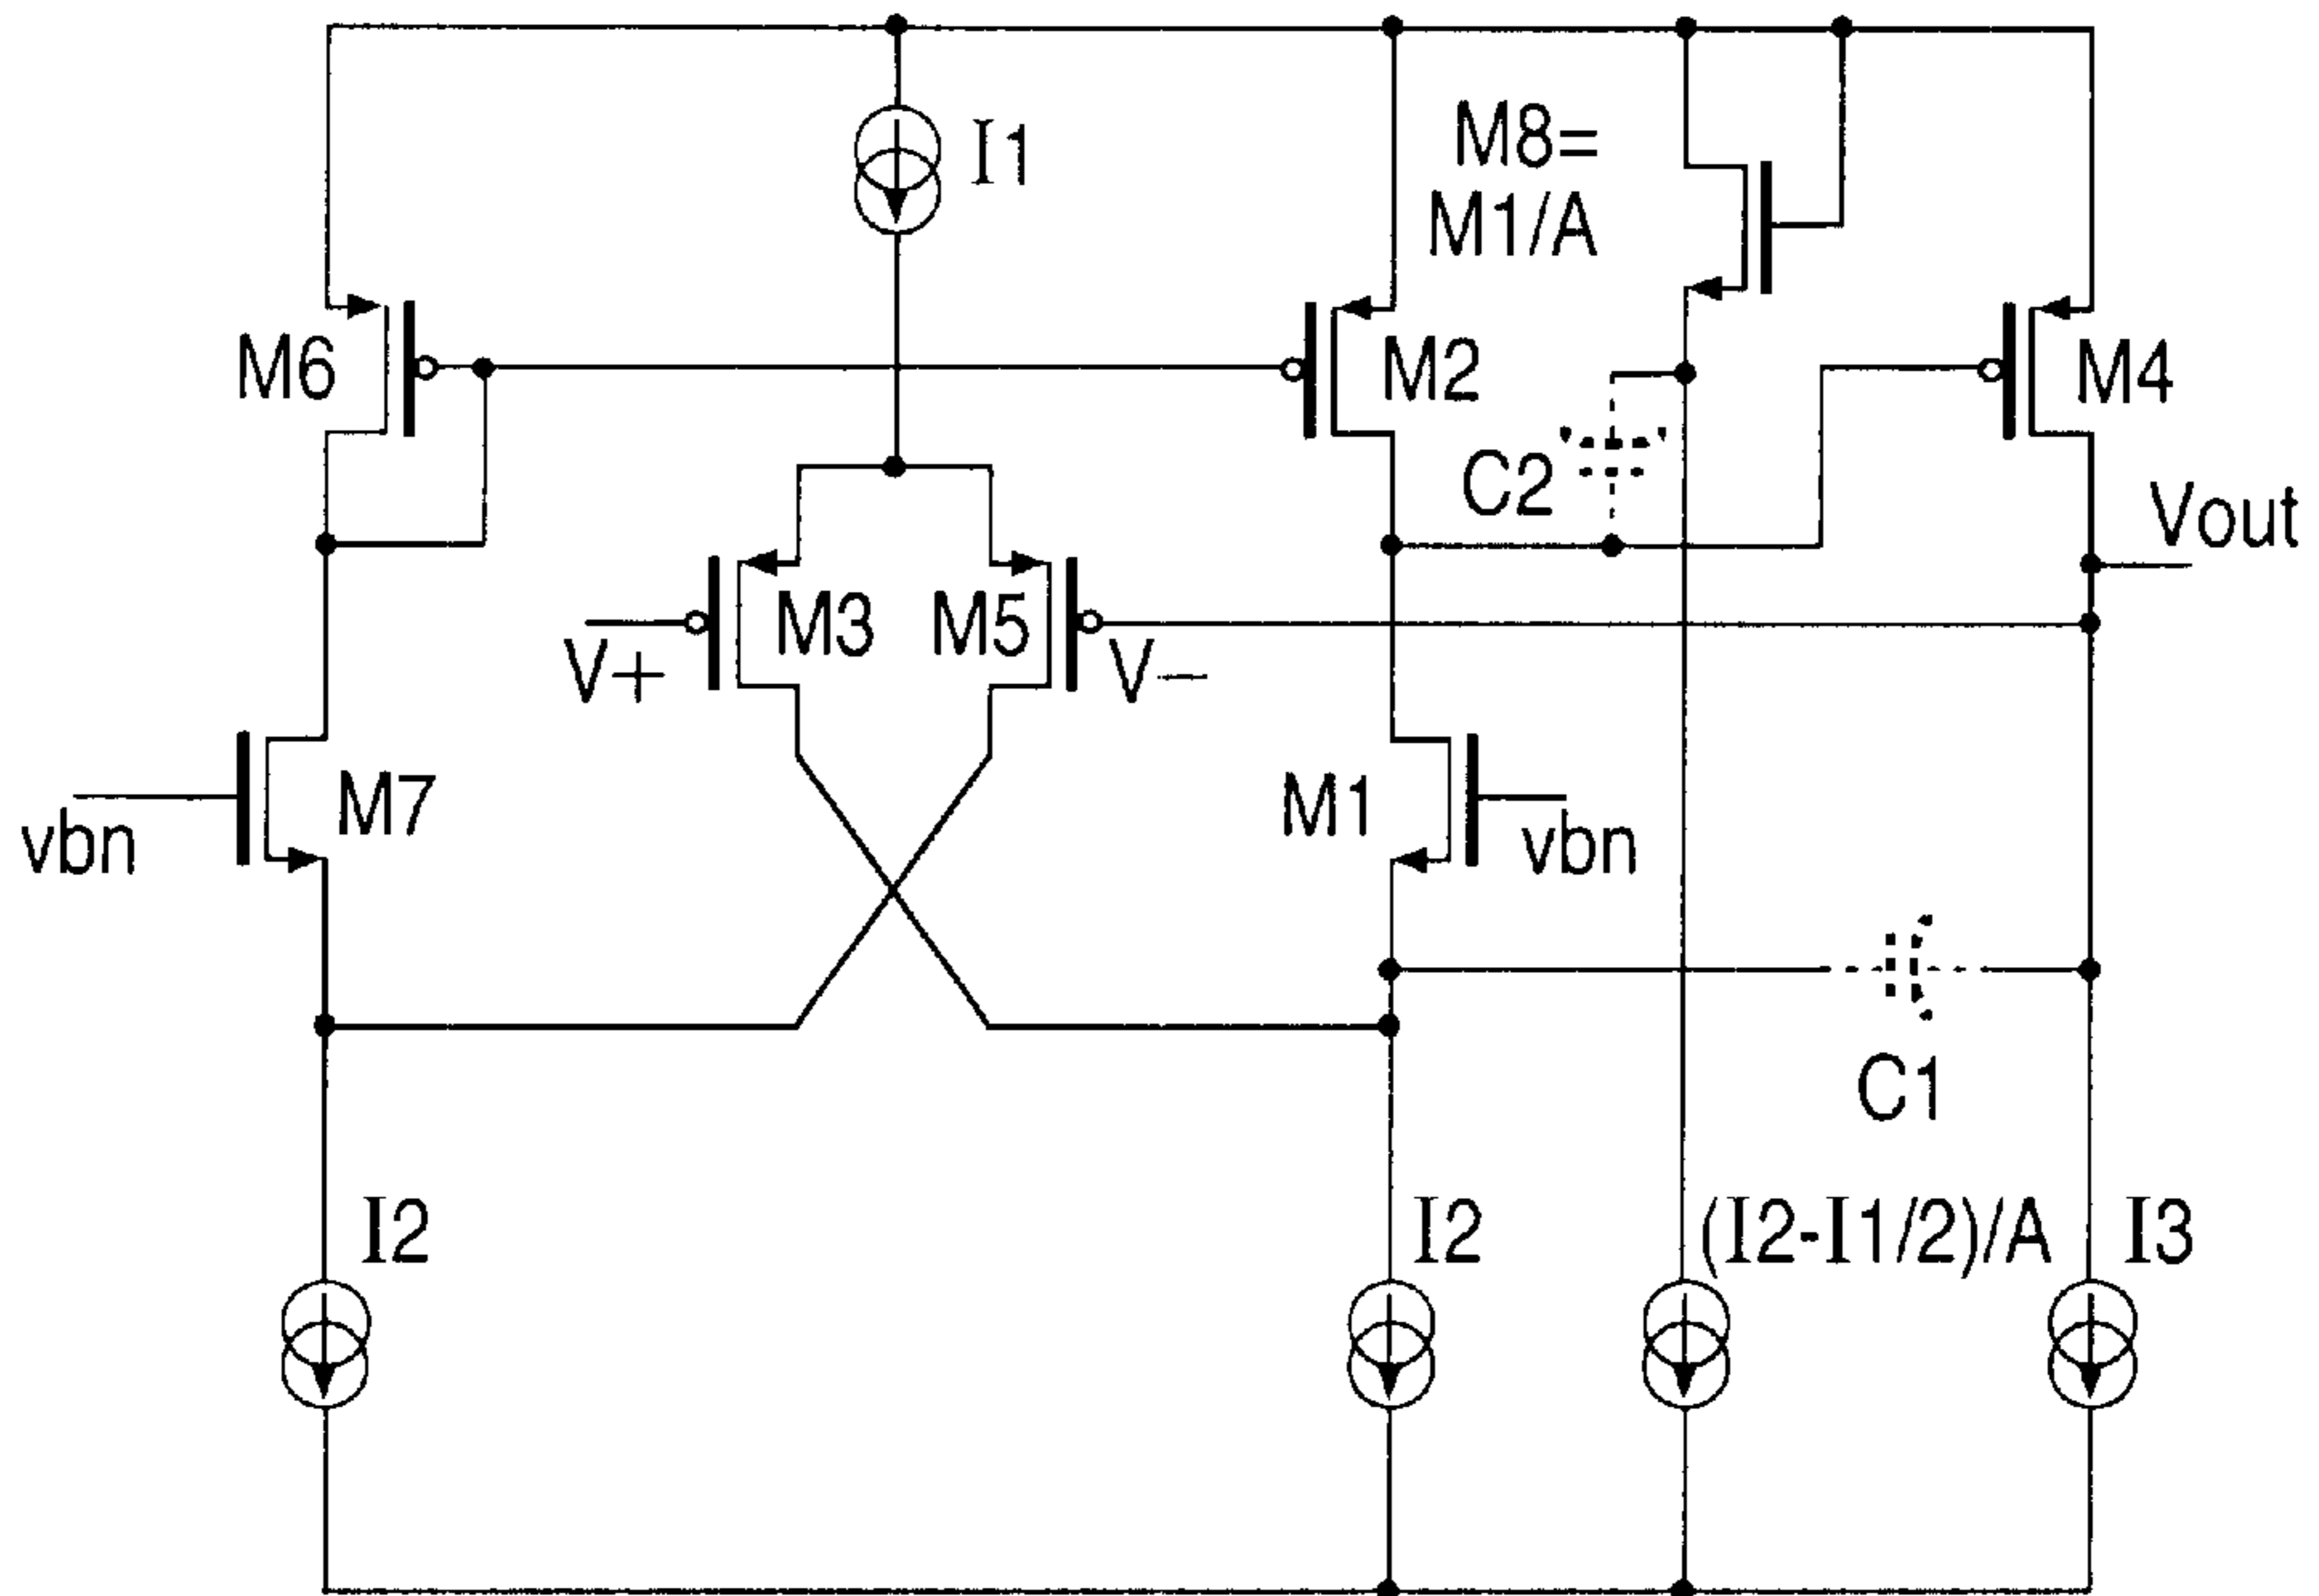 I1
M8=
M1/A
M6
M2
M4
C2
Vout
M3
M5
V+
V−
M7
M1
vbn
vbn
C1
I2
I2
(I2-I1/2)/A
I3